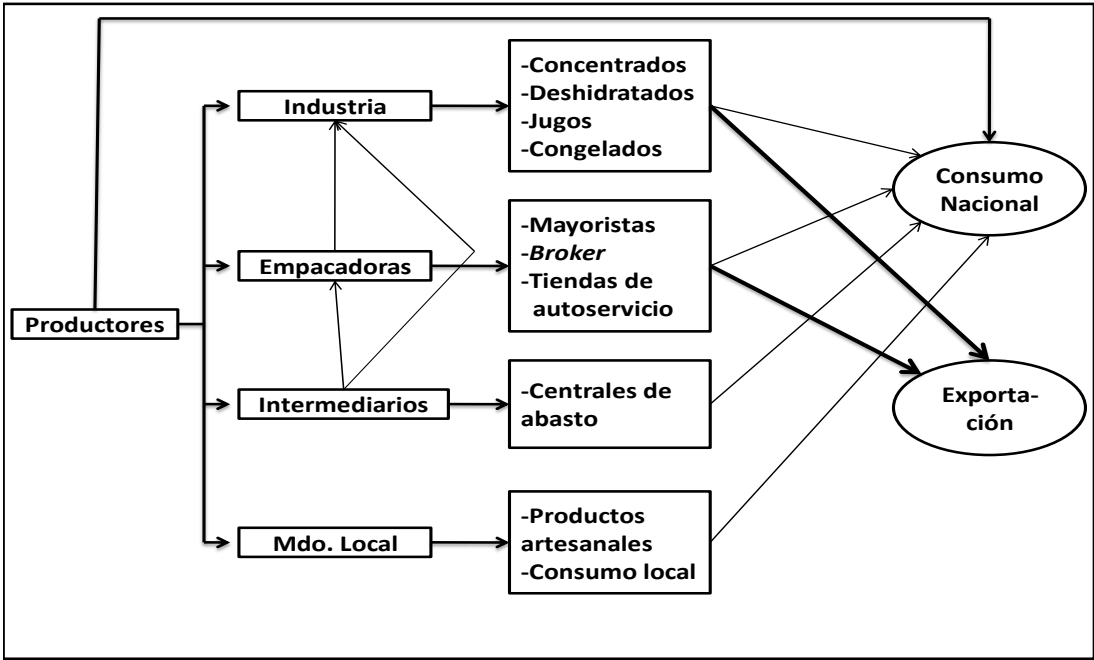 Productores
Industria
Empacadoras
Intermediarios
Mdo. Local
-Concentrados
-Deshidratados
-Jugos
-Congelados
-Mayoristas
-Broker
-Tiendas de
autoservicio
-Centrales de
abasto
-Productos
artesanales
-Consumo local
Consumo
Nacional
Exporta-
ción